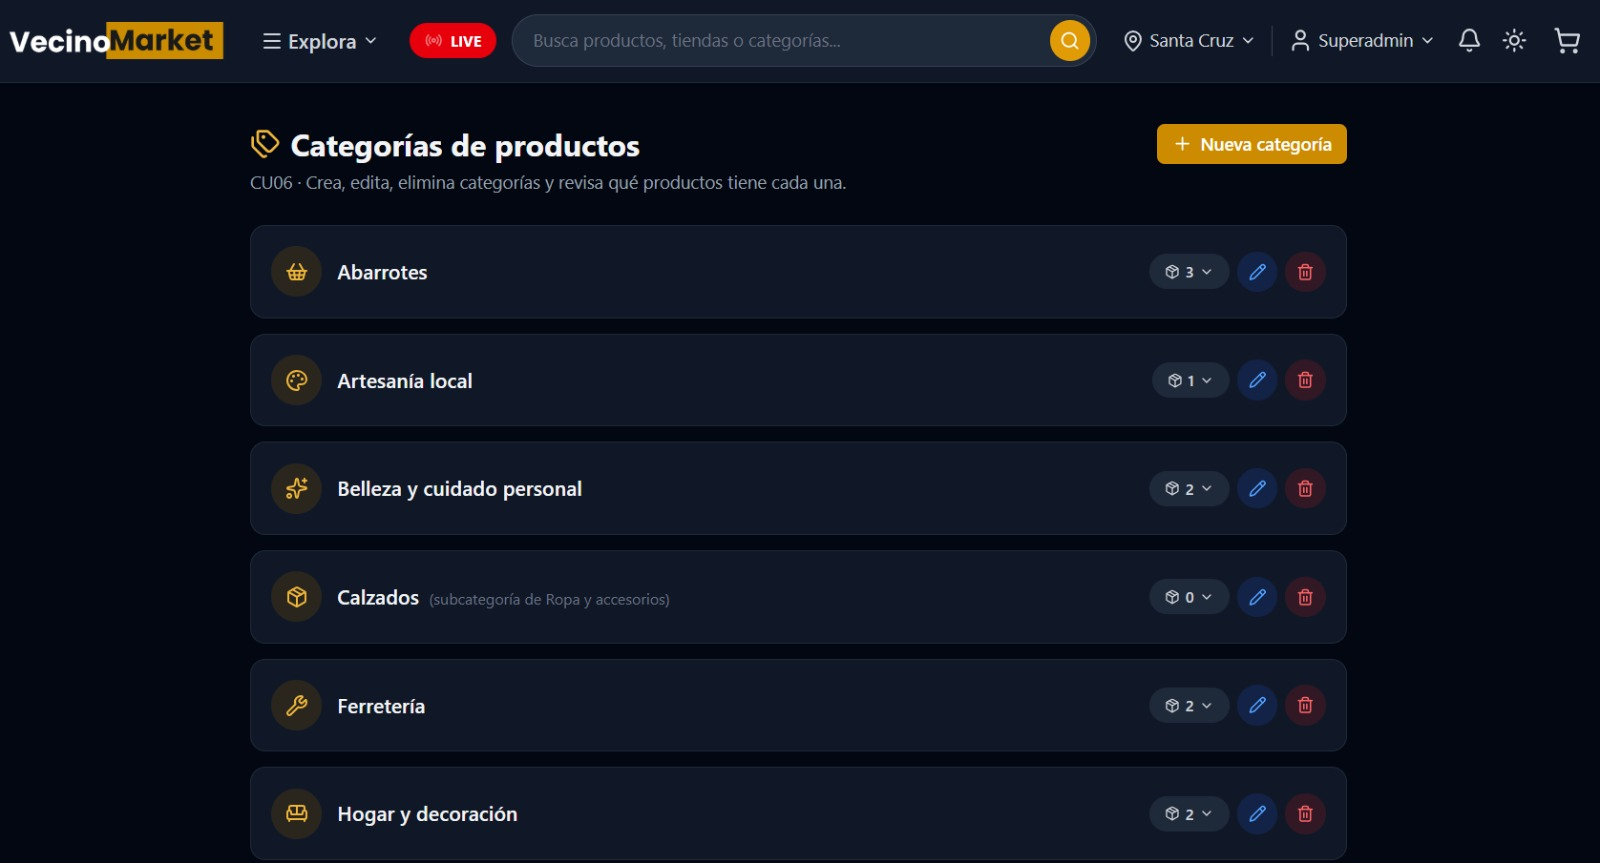 VecinoMarket
Explora
LIVE
Busca productos, tiendas o categorías...
Santa Cruz
Superadmin
Categorías de productos
Nueva categoría
CU06 · Crea, edita, elimina categorías y revisa qué productos tiene cada una.
Abarrotes
3
Artesanía local
1
Belleza y cuidado personal
2
Calzados (subcategoría de Ropa y accesorios)
0
Ferretería
2
Hogar y decoración
2